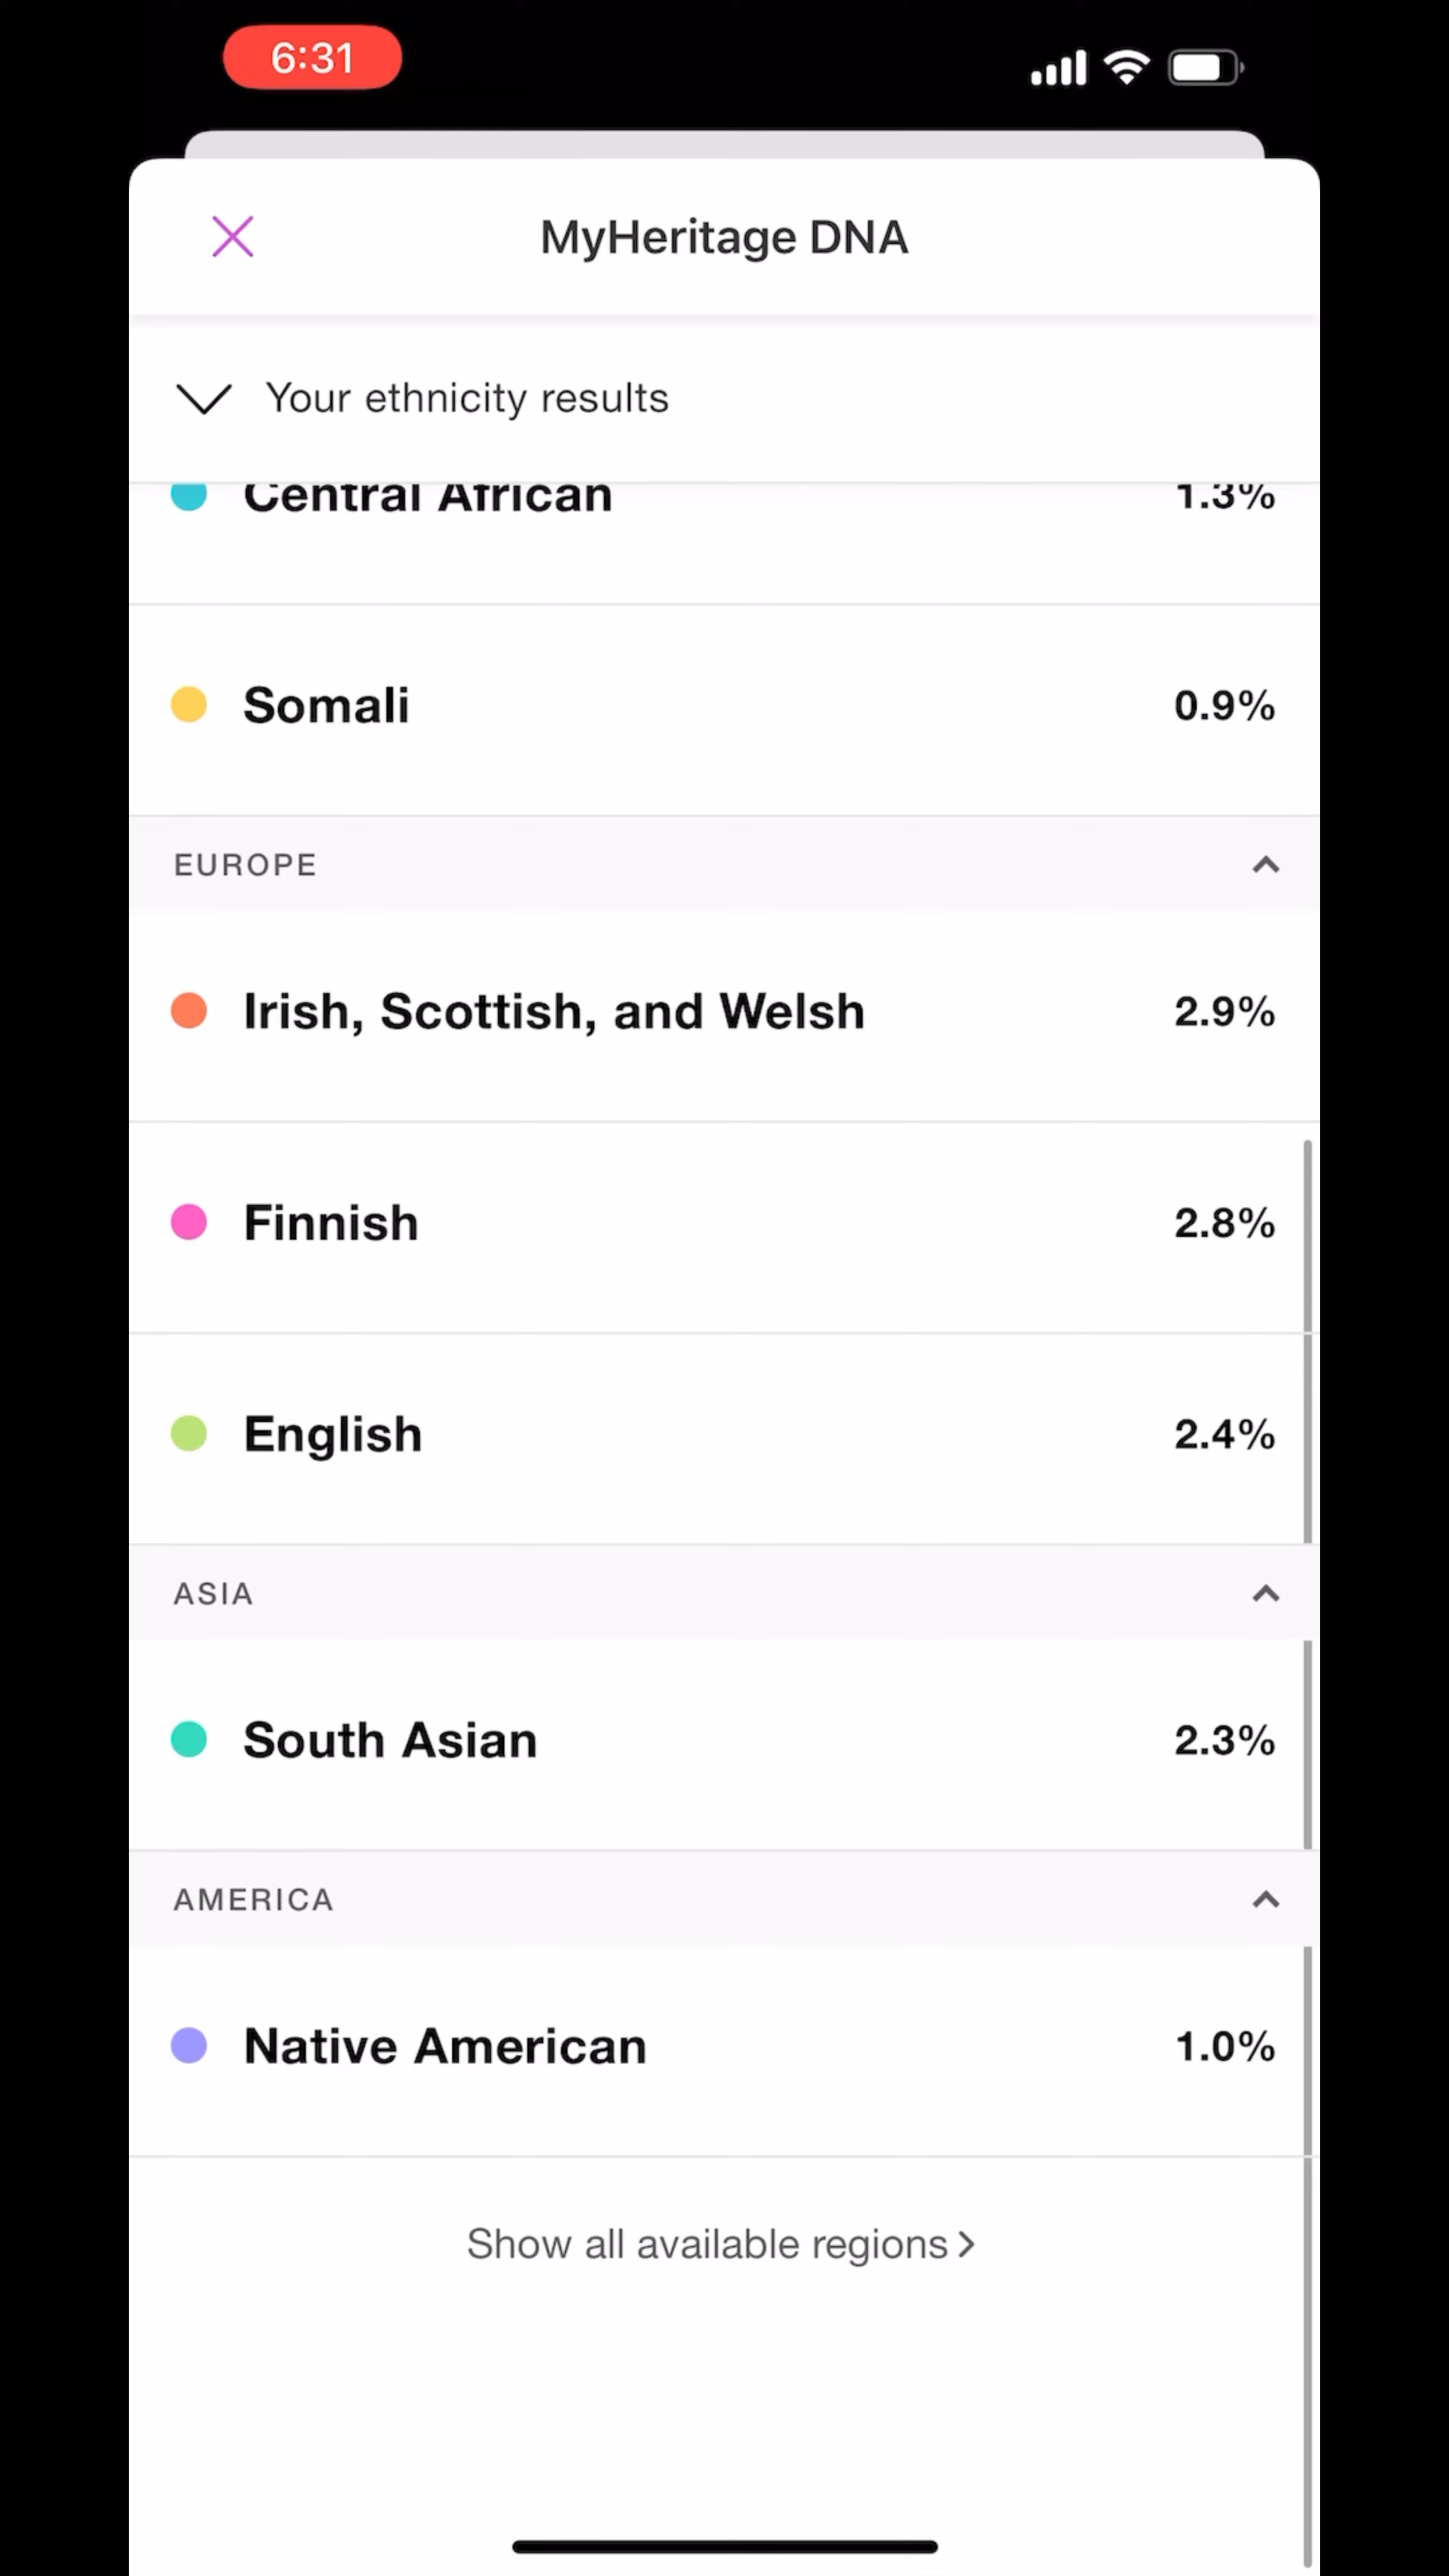 6:31
MyHeritage DNA
Your ethnicity results
Central African 1.3%
Somali 0.9%
EUROPE
Irish, Scottish, and Welsh 2.9%
Finnish 2.8%
English 2.4%
ASIA
South Asian 2.3%
AMERICA
Native American 1.0%
Show all available regions